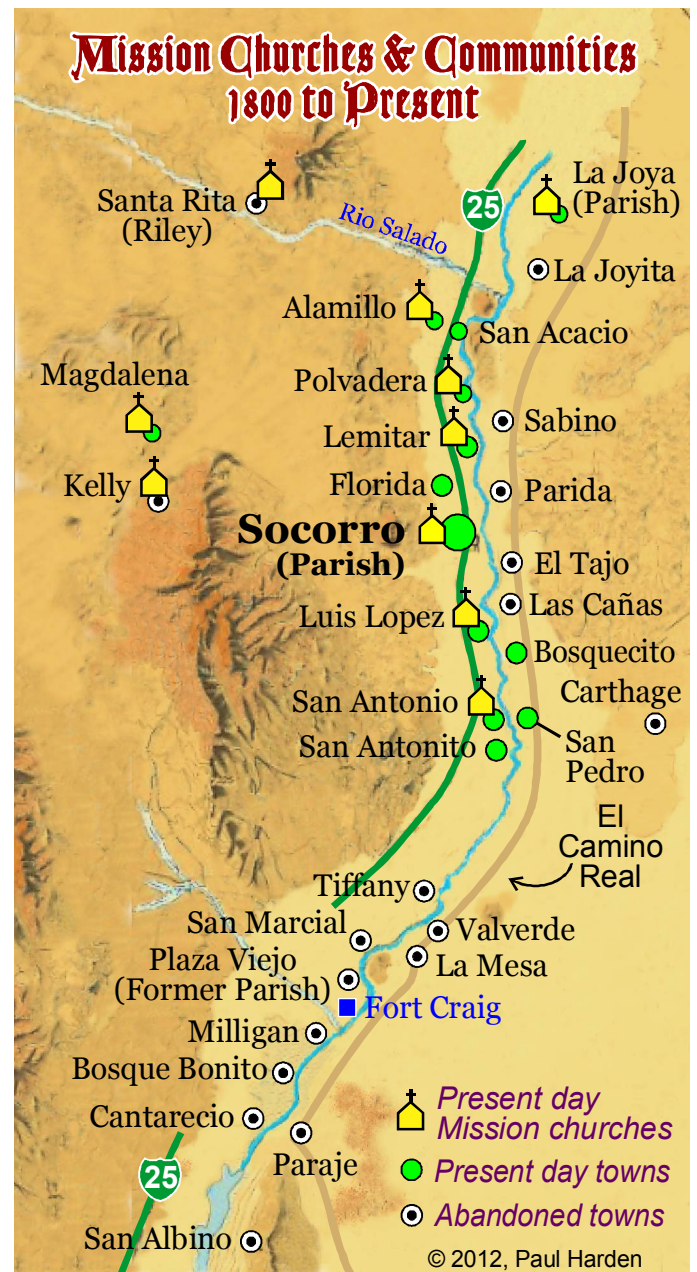 Mission Churches & Communities
1800 to Present
Santa Rita
(Riley)
Rio Salado
25
La Joya
(Parish)
La Joyita
Alamillo
San Acacio
Magdalena
Polvadera
Sabino
Lemitar
Kelly
Florida
Parida
Socorro
(Parish)
El Tajo
Las Cañas
Luis Lopez
Bosquecito
Carthage
San Antonio
San Antonito
San
Pedro
El
Camino
Real
Tiffany
San Marcial
Valverde
La Mesa
Plaza Viejo
(Former Parish)
Fort Craig
Milligan
Bosque Bonito
Cantarecio
Paraje
25
San Albino
Present day
Mission churches
Present day towns
Abandoned towns
© 2012, Paul Harden